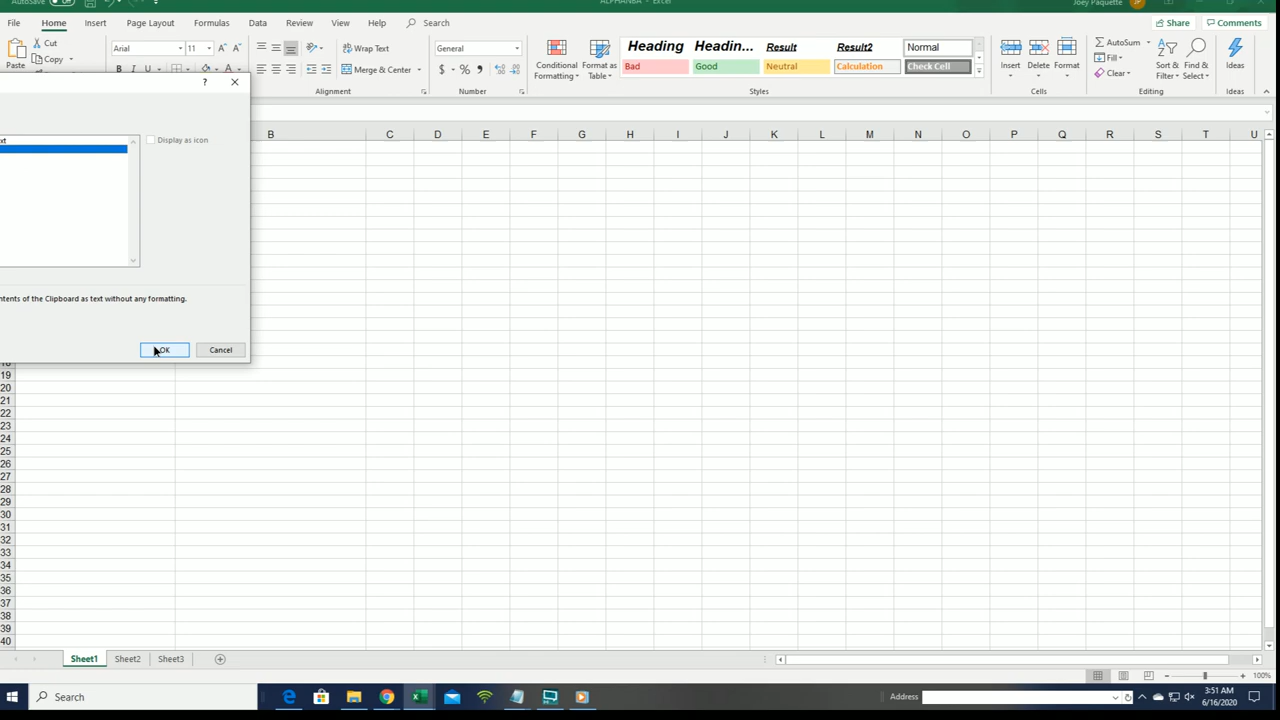 AutoSave Off ALPHANBA - Excel Joey Paquette JP
File Home Insert Page Layout Formulas Data Review View Help Search Share Comments
Cut
Copy
Paste
Arial 11
B I U A A A
Wrap Text
Merge & Center
General
$ % ,
Conditional Formatting
Format as Table
Heading Headin... Result Result2 Normal
Bad Good Neutral Calculation Check Cell
Insert Delete Format
AutoSum
Fill
Clear
Sort & Filter
Find & Select
Ideas
Alignment Number Styles Cells Editing Ideas
?
B C D E F G H I J K L M N O P Q R S T U
xt
Display as icon
ntents of the Clipboard as text without any formatting.
OK Cancel
18
19
20
21
22
23
24
25
26
27
28
29
30
31
32
33
34
35
36
37
38
39
40
Sheet1 Sheet2 Sheet3
100%
Search
Address
3:51 AM
6/16/2020